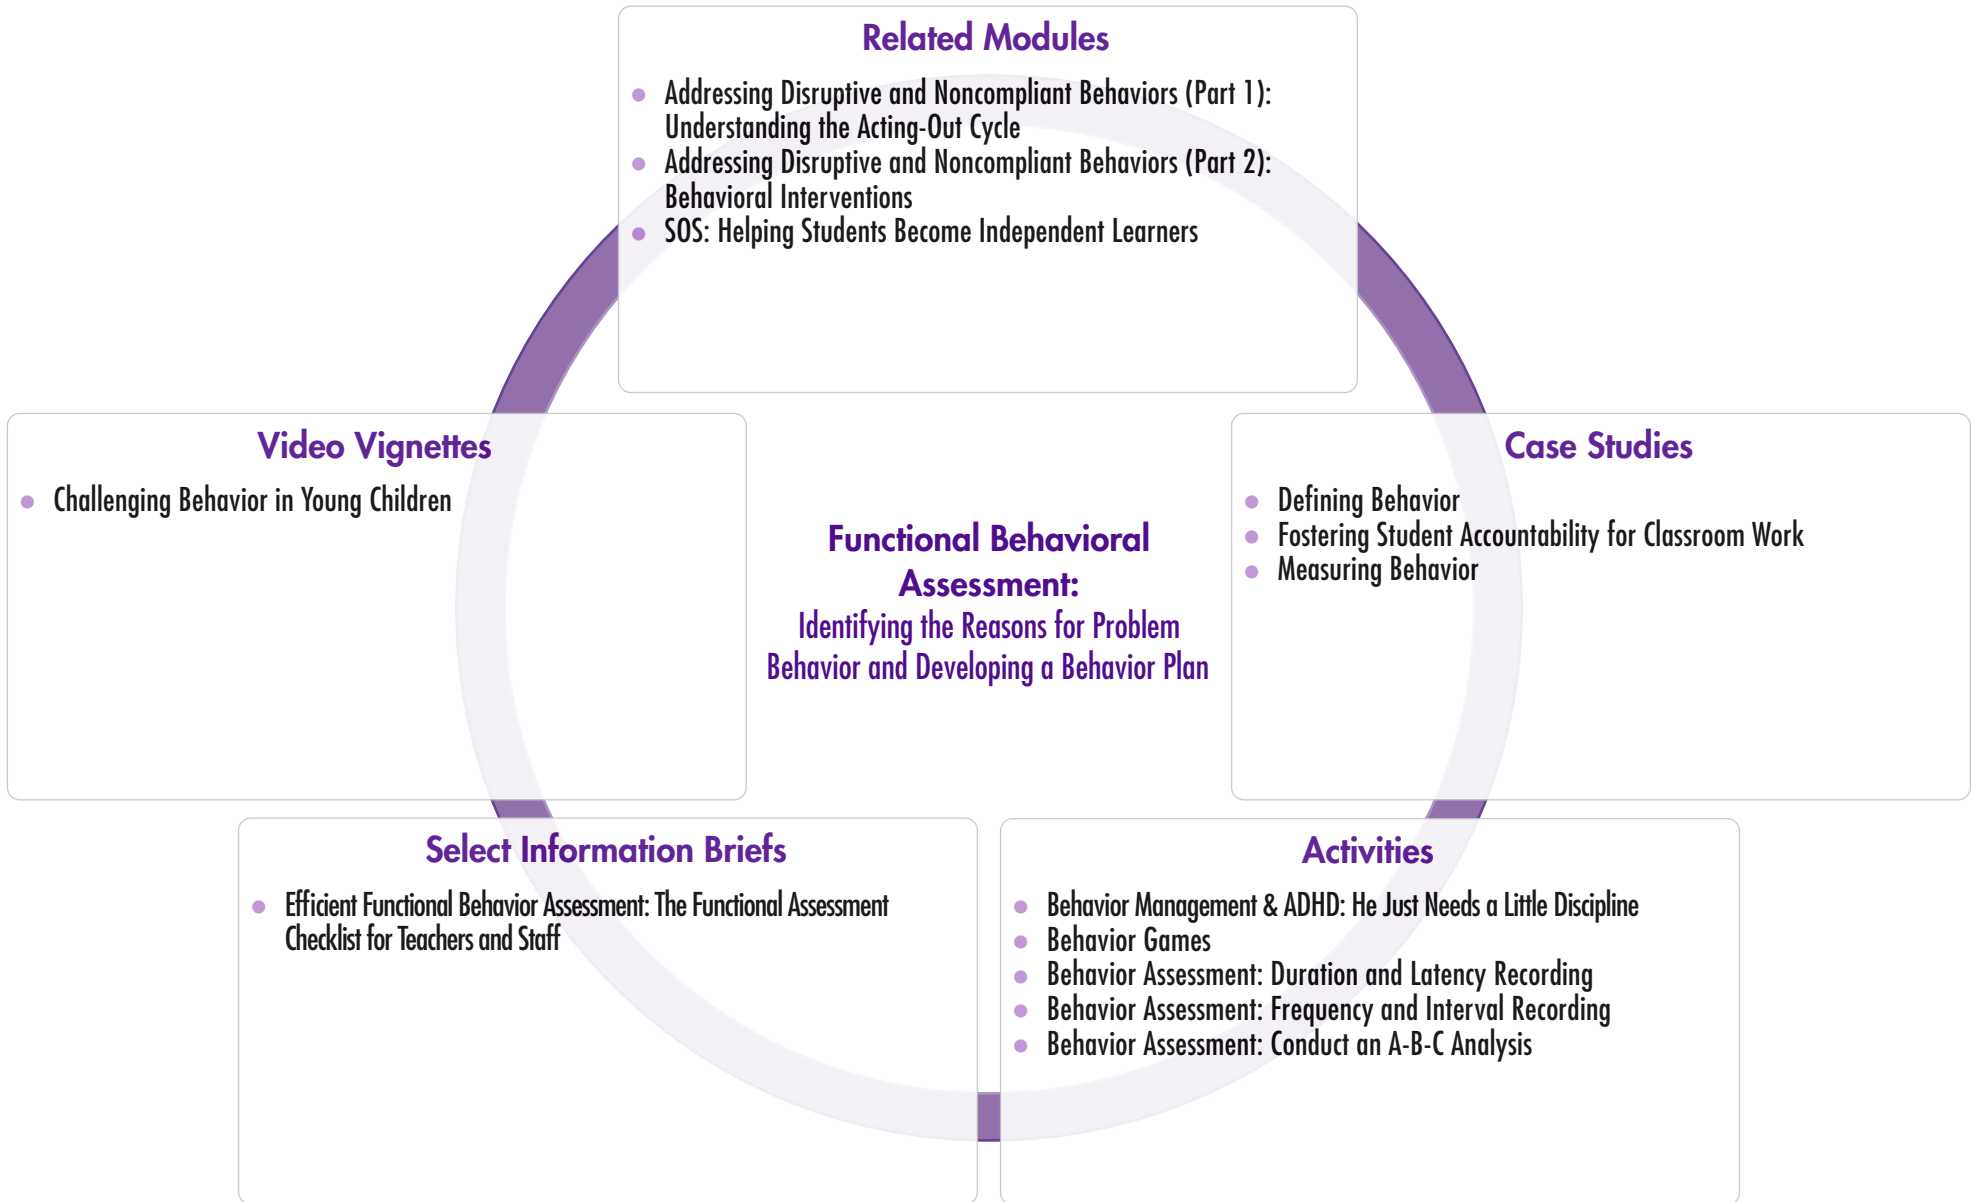 Related Modules
Addressing Disruptive and Noncompliant Behaviors (Part 1):
Understanding the Acting-Out Cycle
Addressing Disruptive and Noncompliant Behaviors (Part 2):
Behavioral Interventions
SOS: Helping Students Become Independent Learners
Video Vignettes
Challenging Behavior in Young Children
Functional Behavioral
Assessment:
Identifying the Reasons for Problem
Behavior and Developing a Behavior Plan
Case Studies
Defining Behavior
Fostering Student Accountability for Classroom Work
Measuring Behavior
Select Information Briefs
Efficient Functional Behavior Assessment: The Functional Assessment
Checklist for Teachers and Staff
Activities
Behavior Management & ADHD: He Just Needs a Little Discipline
Behavior Games
Behavior Assessment: Duration and Latency Recording
Behavior Assessment: Frequency and Interval Recording
Behavior Assessment: Conduct an A-B-C Analysis